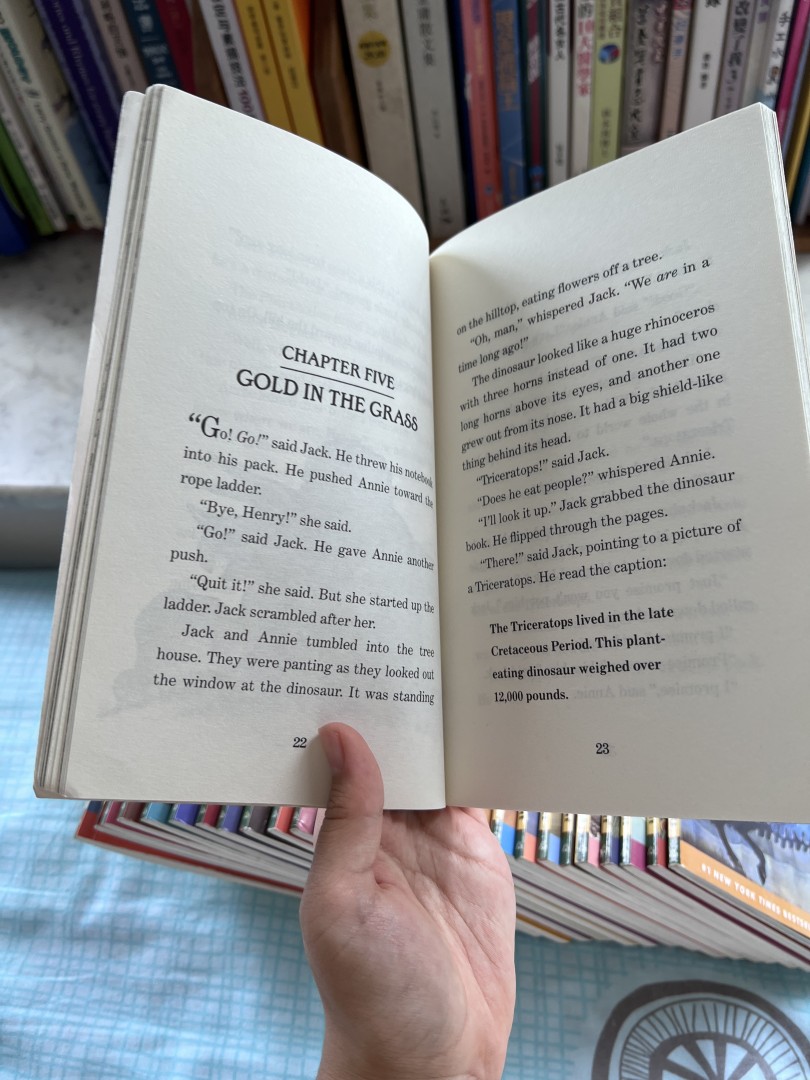 CHAPTER FIVE
GOLD IN THE GRASS
“Go! Go!” said Jack. He threw his notebook
into his pack. He pushed Annie toward the
rope ladder.
“Bye, Henry!” she said.
“Go!” said Jack. He gave Annie another
push.
“Quit it!” she said. But she started up the
ladder. Jack scrambled after her.
Jack and Annie tumbled into the tree
house. They were panting as they looked out
the window at the dinosaur. It was standing
22
on the hilltop, eating flowers off a tree.
“Oh, man,” whispered Jack. “We are in a
time long ago!”
The dinosaur looked like a huge rhinoceros
with three horns instead of one. It had two
long horns above its eyes, and another one
grew out from its nose. It had a big shield-like
thing behind its head.
“Triceratops!” said Jack.
“Does he eat people?” whispered Annie.
“I’ll look it up.” Jack grabbed the dinosaur
book. He flipped through the pages.
“There!” said Jack, pointing to a picture of
a Triceratops. He read the caption:
The Triceratops lived in the late
Cretaceous Period. This plant-
eating dinosaur weighed over
12,000 pounds.
23
#1 NEW YORK TIMES